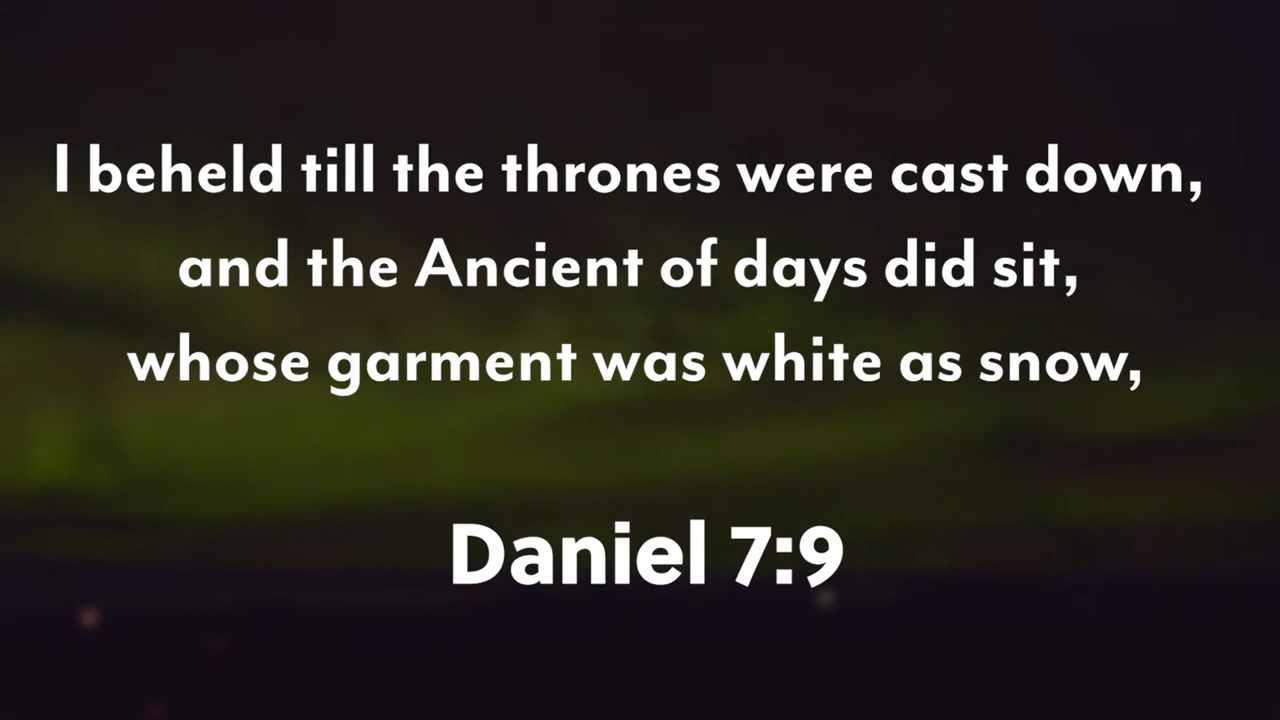 I beheld till the thrones were cast down,
and the Ancient of days did sit,
whose garment was white as snow,
Daniel 7:9